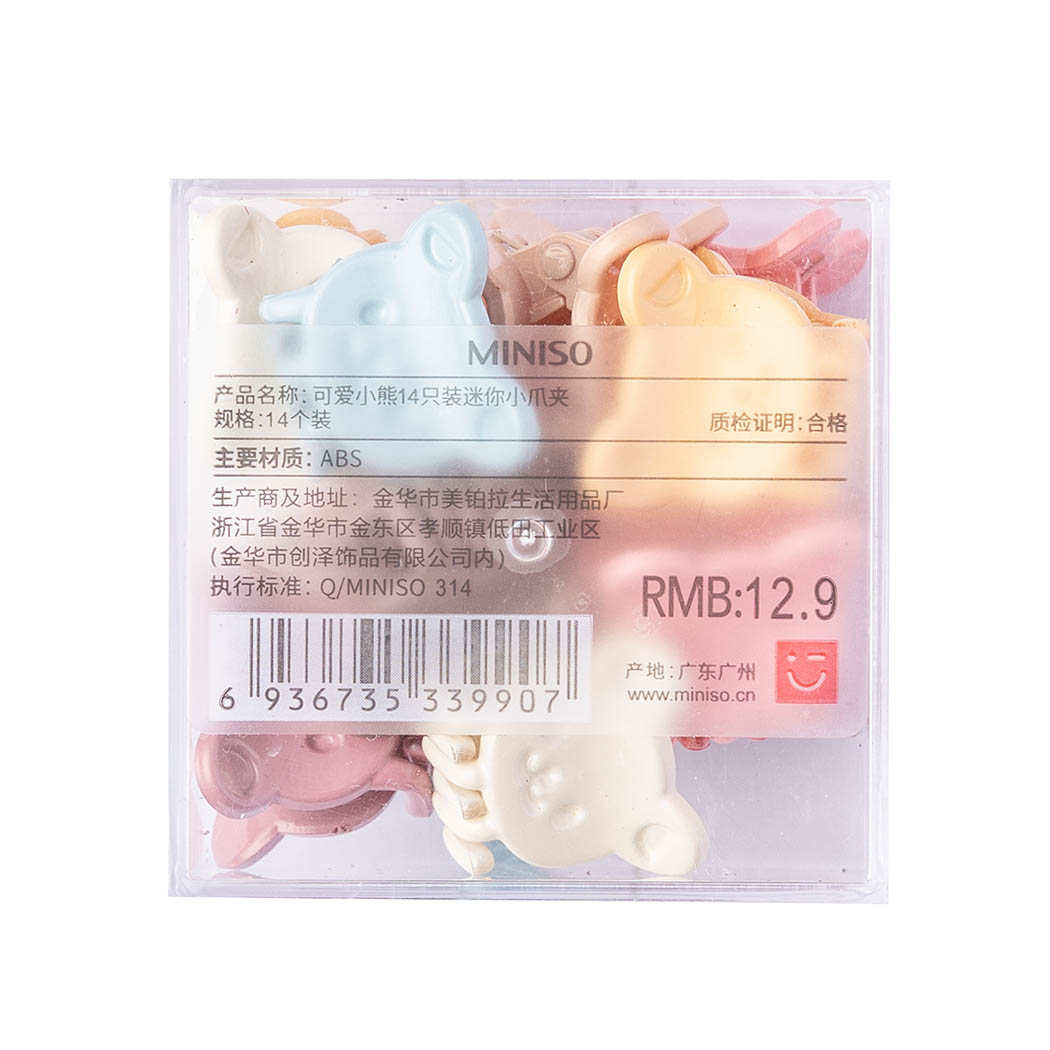 MINISO
产品名称: 可爱小熊14只装迷你小爪夹
规格:14个装
质检证明:合格
主要材质: ABS
生产商及地址: 金华市美铂拉生活用品厂
浙江省金华市金东区孝顺镇低田工业区
(金华市创泽饰品有限公司内)
执行标准: Q/MINISO 314
RMB:12.9
6 936735 339907
产地:广东广州
www.miniso.cn